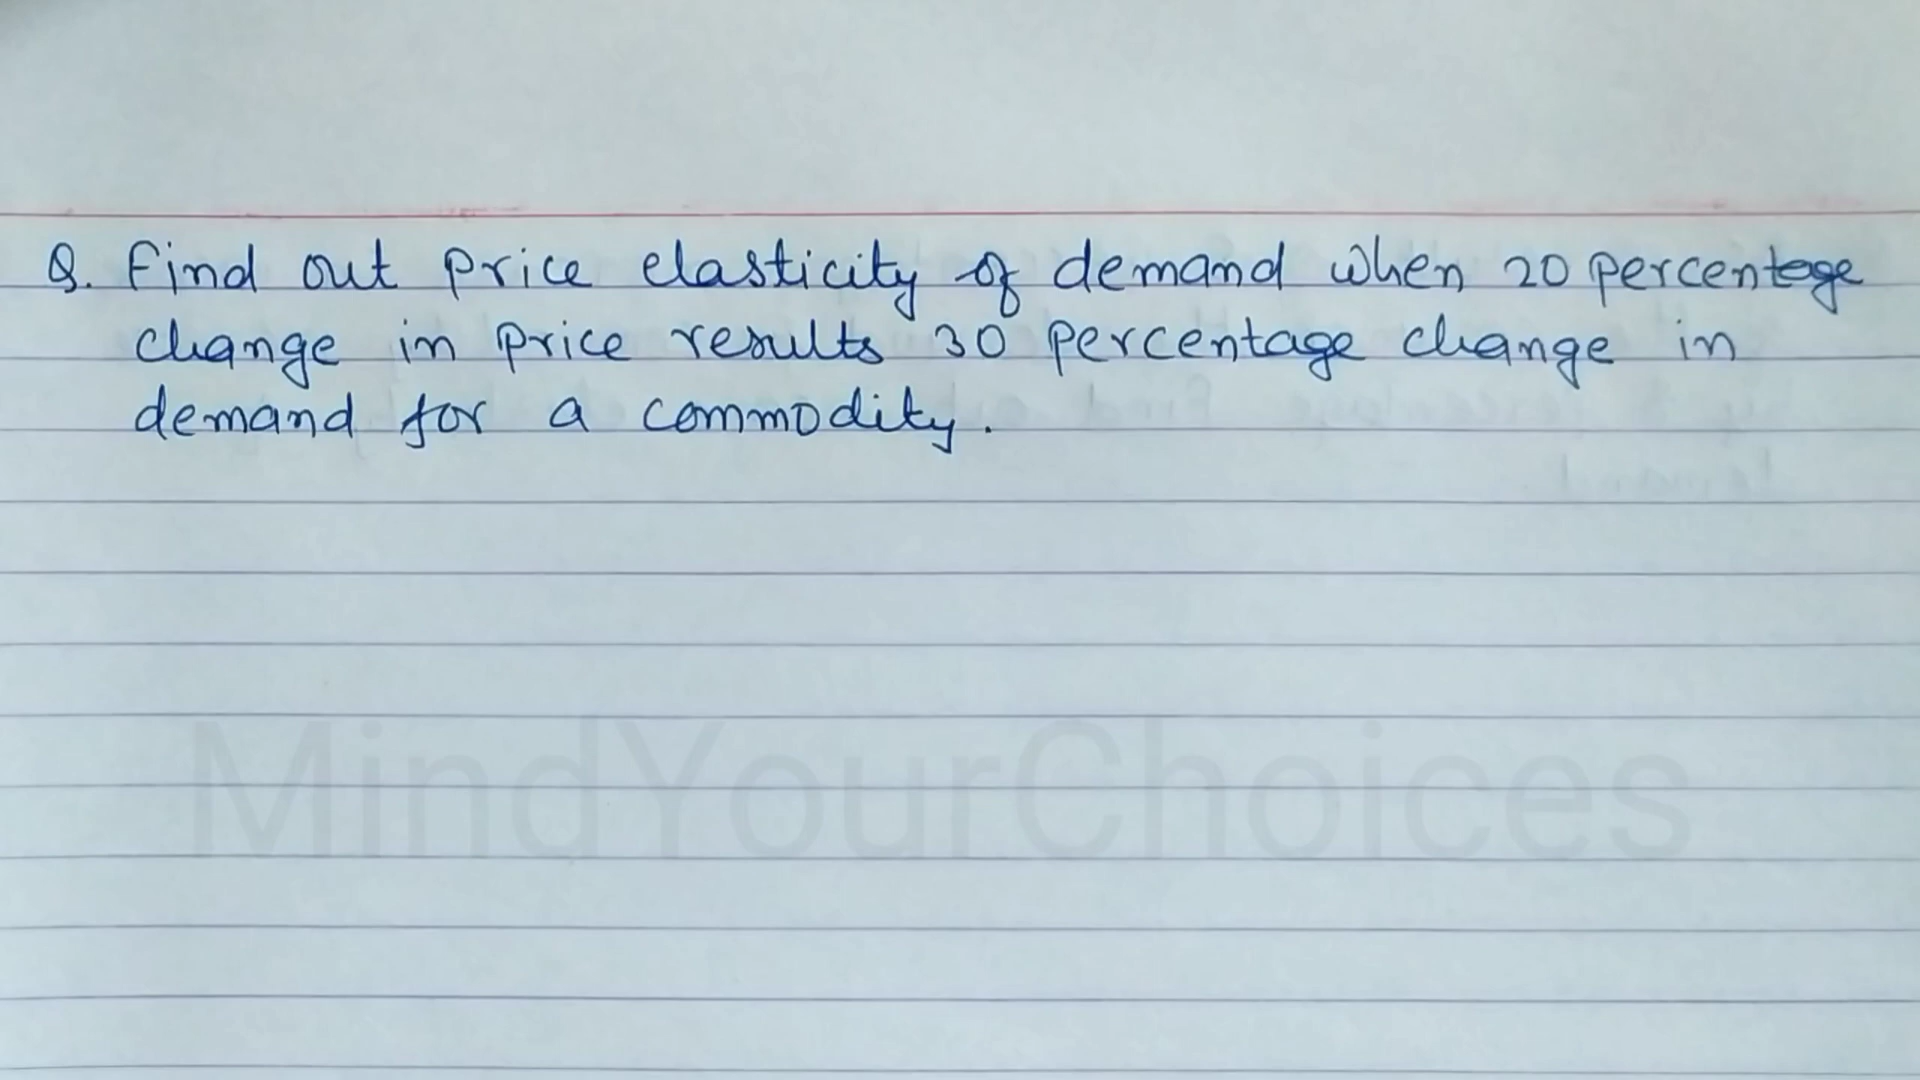 Q. Find out price elasticity of demand when 20 percentege
change in price results 30 percentage change in
demand for a commodity.
MindYourChoices